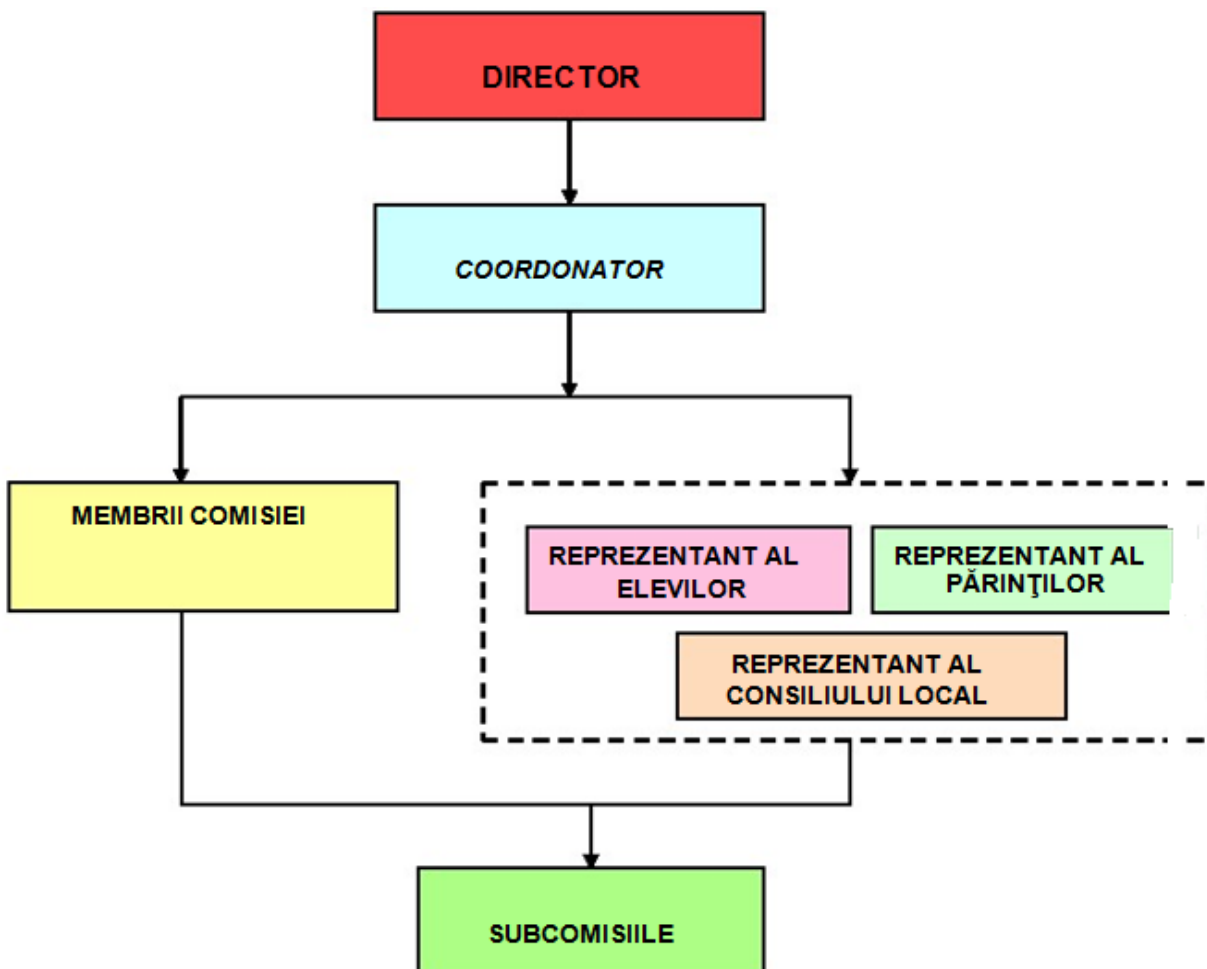 DIRECTOR
COORDONATOR
MEMBRII COMISIEI
REPREZENTANT AL
ELEVILOR
REPREZENTANT AL
PĂRINŢILOR
REPREZENTANT AL
CONSILIULUI LOCAL
SUBCOMISIILE